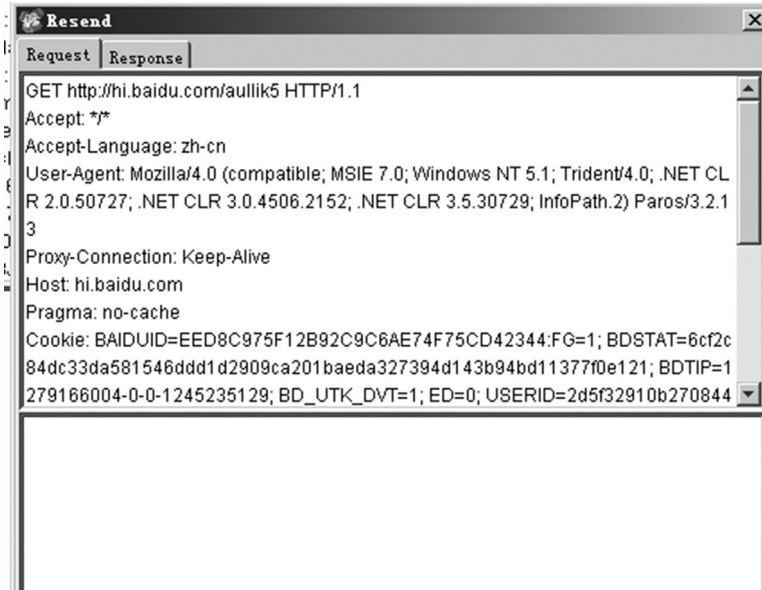 Resend
Request Response
GET http://hi.baidu.com/aullik5 HTTP/1.1
Accept: */*
Accept-Language: zh-cn
User-Agent: Mozilla/4.0 (compatible; MSIE 7.0; Windows NT 5.1; Trident/4.0; .NET CL
R 2.0.50727; .NET CLR 3.0.4506.2152; .NET CLR 3.5.30729; InfoPath.2) Paros/3.2.1
3
Proxy-Connection: Keep-Alive
Host: hi.baidu.com
Pragma: no-cache
Cookie: BAIDUID=EED8C975F12B92C9C6AE74F75CD42344:FG=1; BDSTAT=6cf2c
84dc33da581546ddd1d2909ca201baeda327394d143b94bd11377f0e121; BDTIP=1
279166004-0-0-1245235129; BD_UTK_DVT=1; ED=0; USERID=2d5f32910b270844